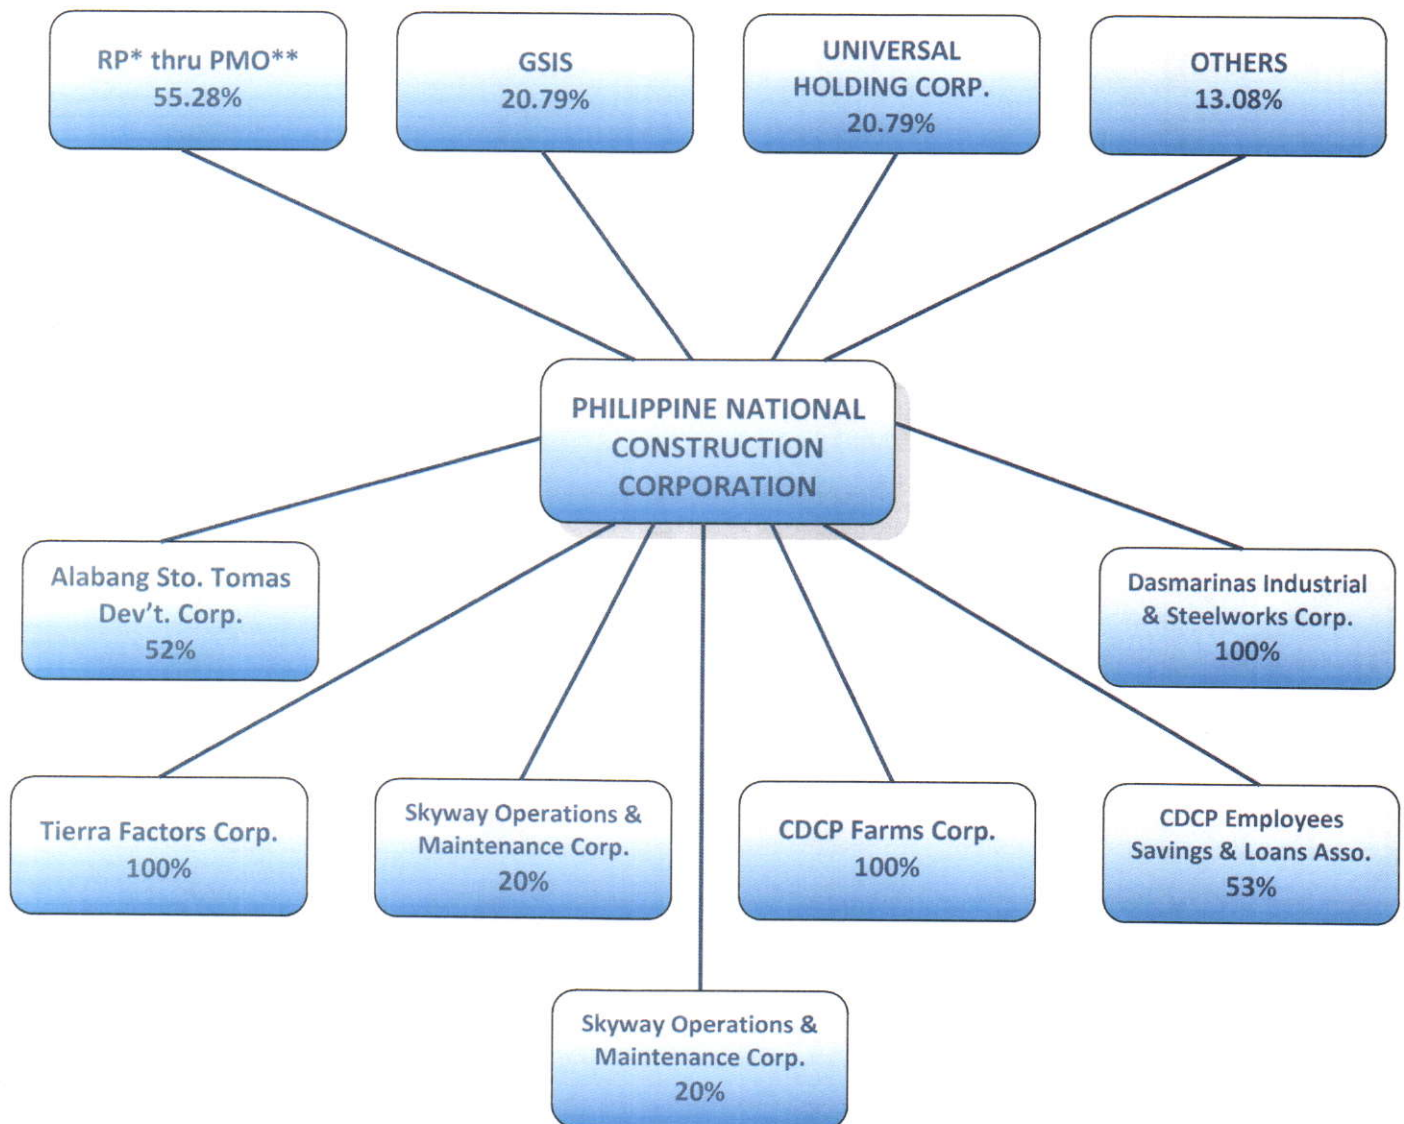 RP* thru PMO**
55.28%
GSIS
20.79%
UNIVERSAL
HOLDING CORP.
20.79%
OTHERS
13.08%
PHILIPPINE NATIONAL
CONSTRUCTION
CORPORATION
Alabang Sto. Tomas
Dev't. Corp.
52%
Dasmarinas Industrial
& Steelworks Corp.
100%
Tierra Factors Corp.
100%
Skyway Operations &
Maintenance Corp.
20%
CDCP Farms Corp.
100%
CDCP Employees
Savings & Loans Asso.
53%
Skyway Operations &
Maintenance Corp.
20%